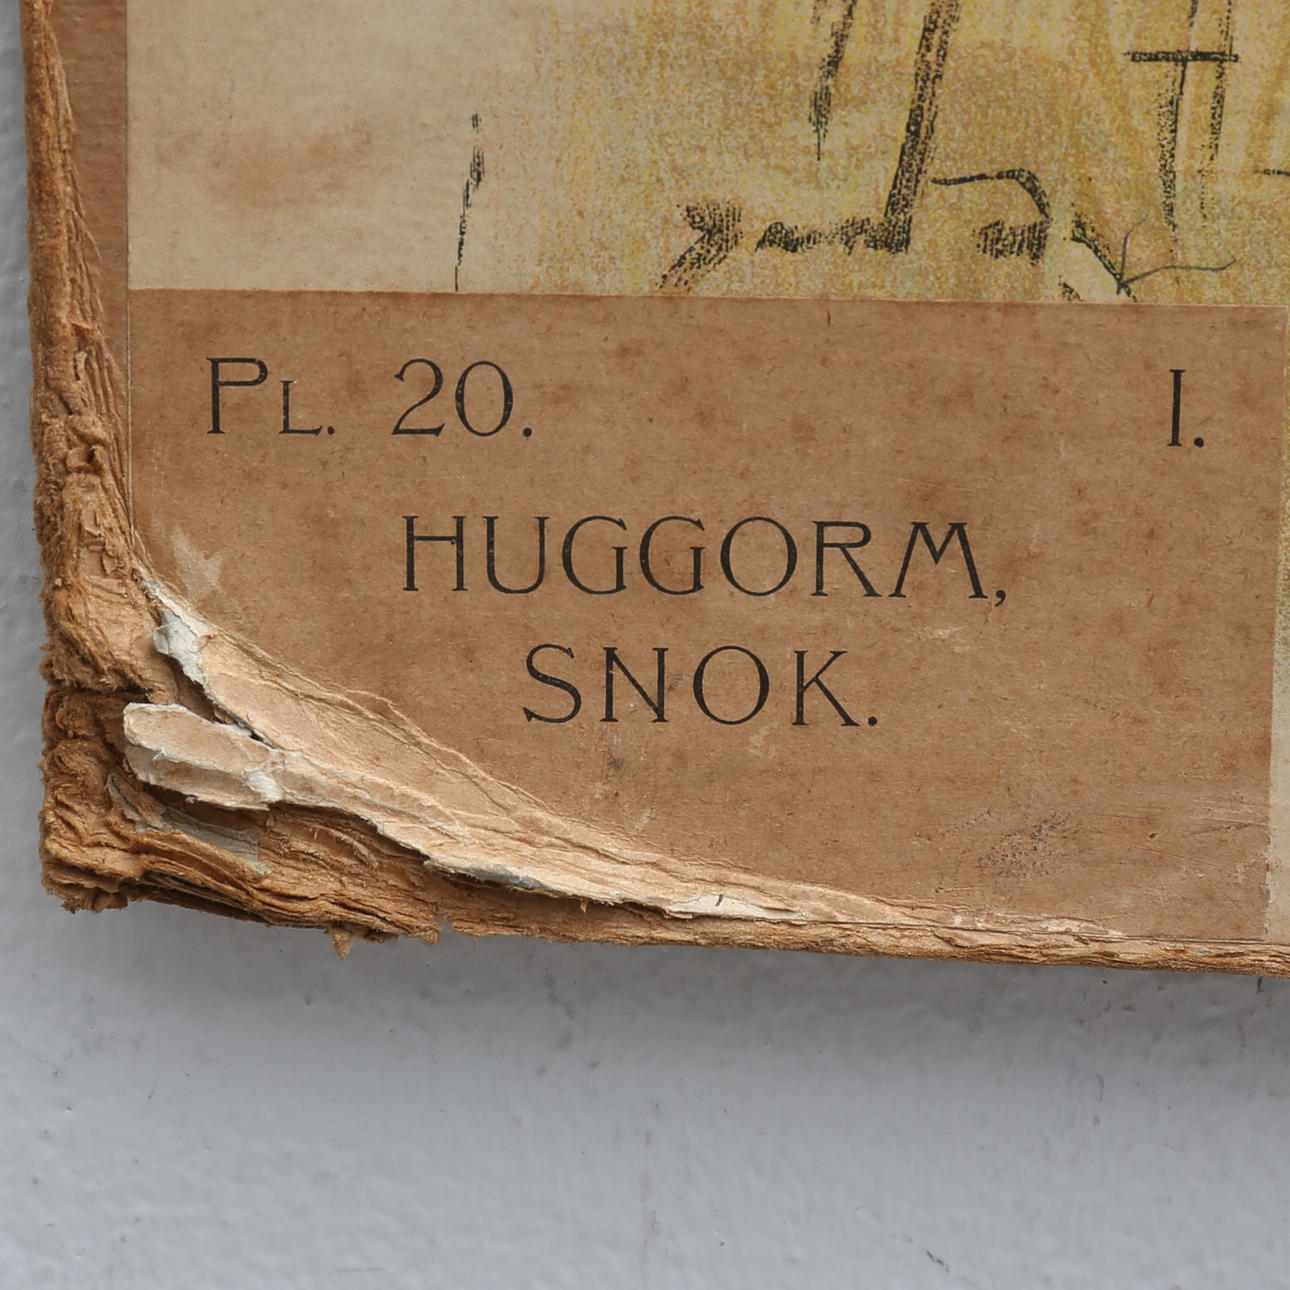 PL. 20. I.
HUGGORM,
SNOK.